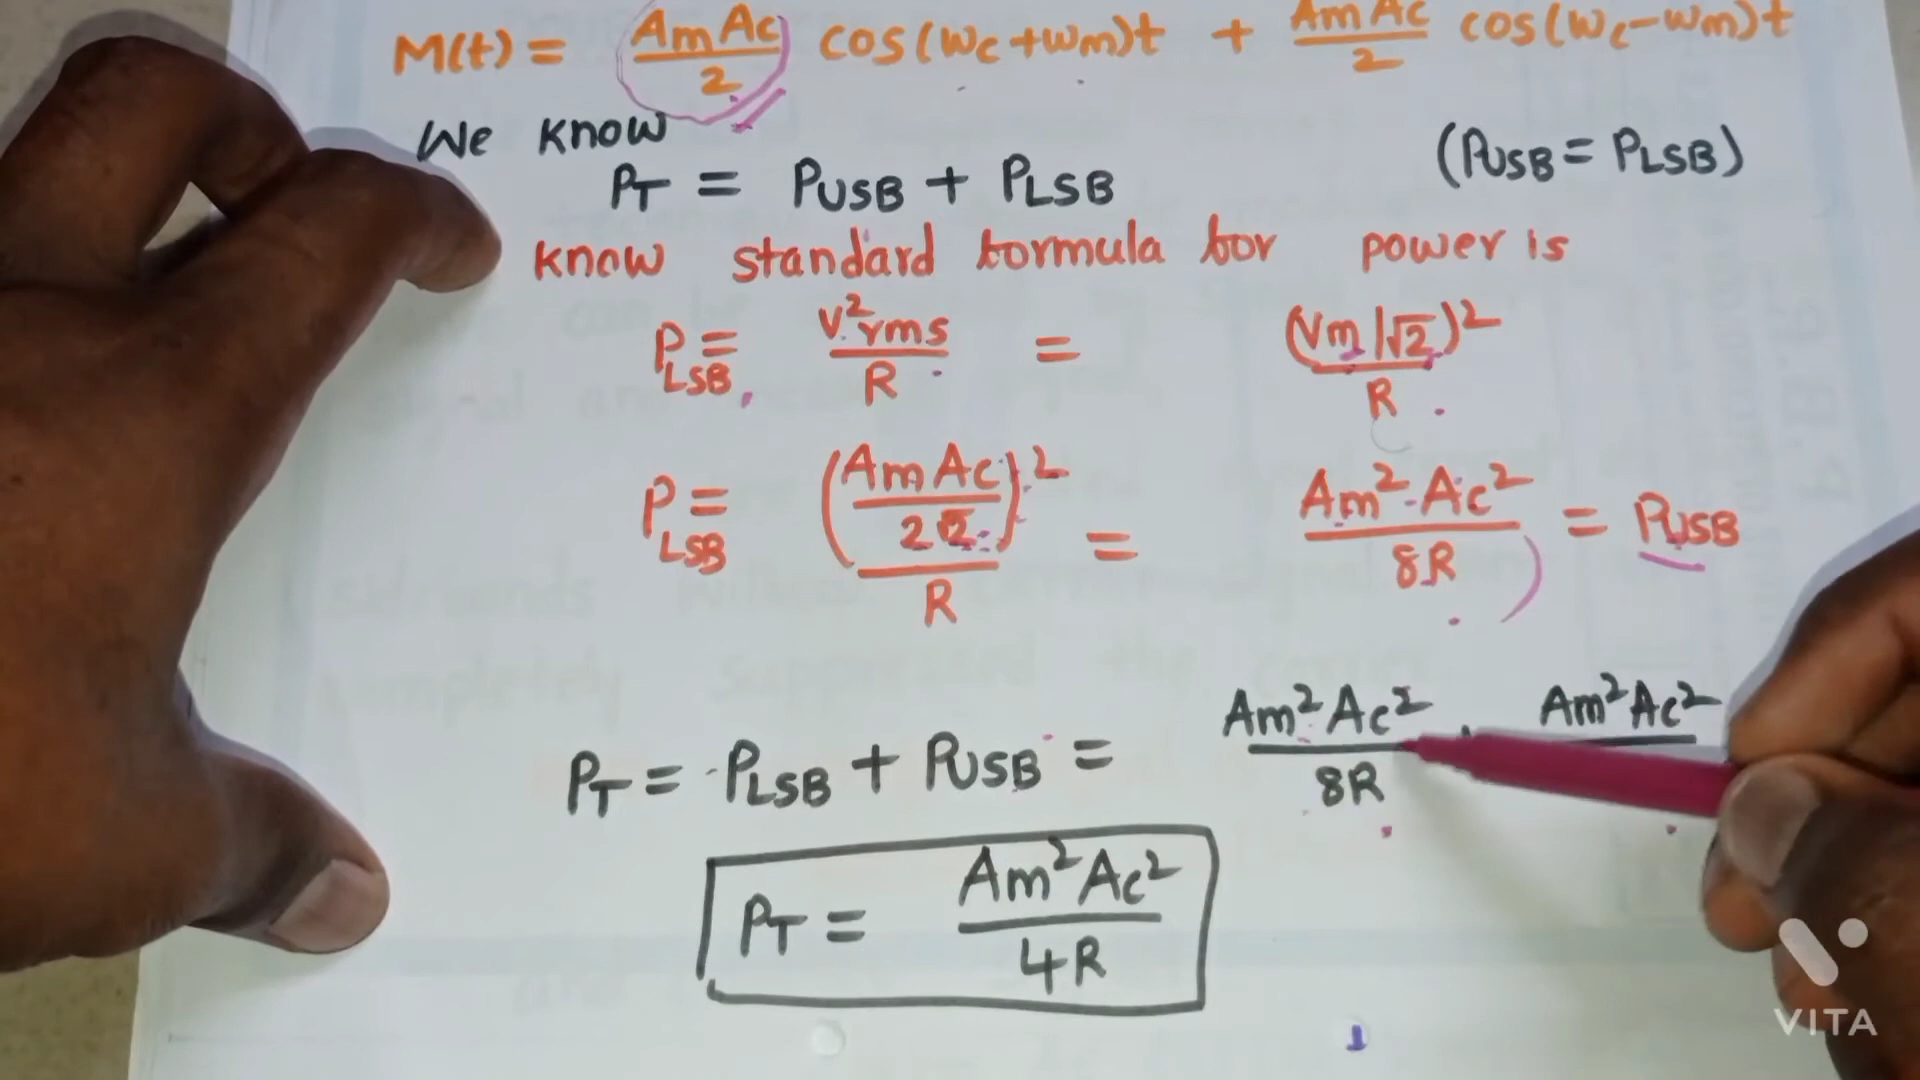 M(t) = AmAc/2 cos(wc+wm)t + AmAc/2 cos(wc-wm)t
We know
PT = PUSB + PLSB (PUSB = PLSB)
know standard formula for power is
PLSB = V²rms/R = (Vm/√2)²/R
PLSB = (AmAc/2√2)²/R = Am²Ac²/8R = PUSB
PT = PLSB + PUSB = Am²Ac²/8R Am²Ac²
PT = Am²Ac²/4R
VITA